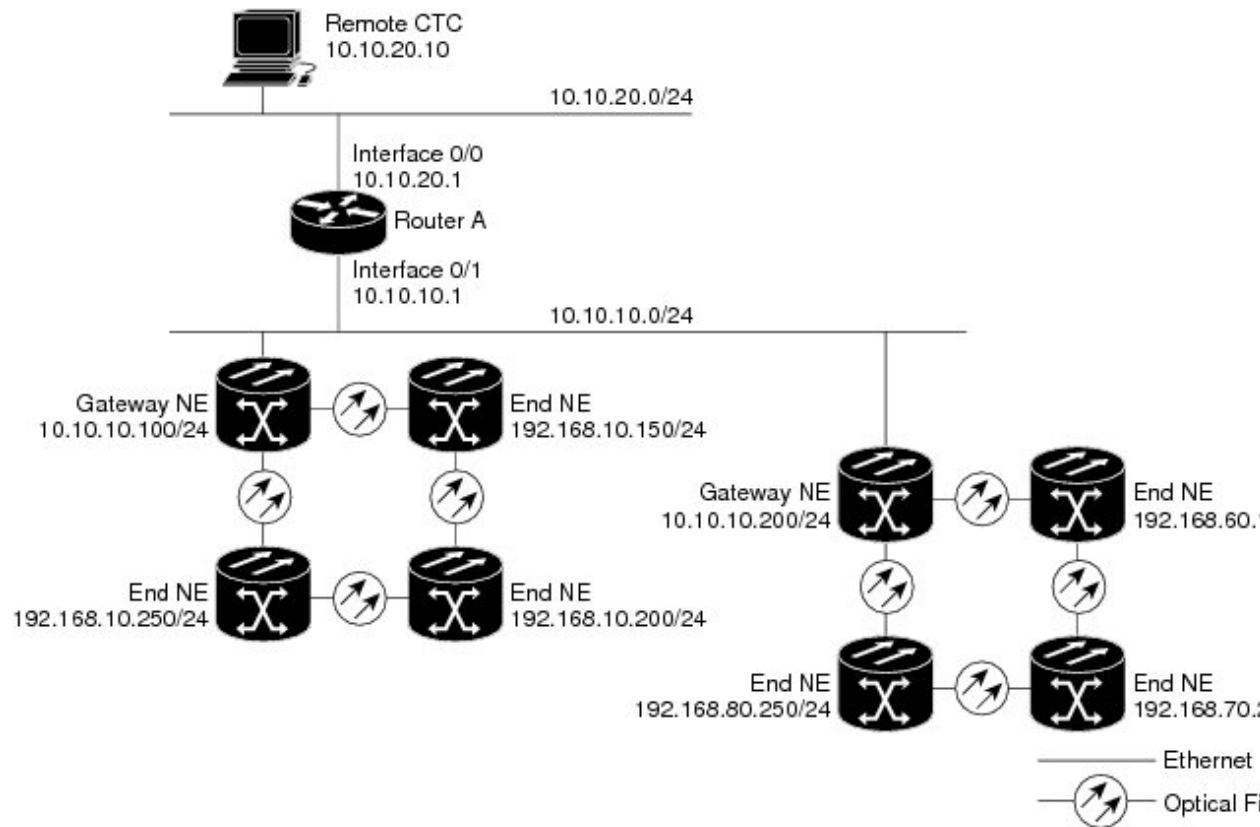 Remote CTC
10.10.20.10
10.10.20.0/24
Interface 0/0
10.10.20.1
Router A
Interface 0/1
10.10.10.1
10.10.10.0/24
Gateway NE
10.10.10.100/24
End NE
192.168.10.150/24
Gateway NE
10.10.10.200/24
End NE
End NE
192.168.10.250/24
End NE
192.168.10.200/24
End NE
192.168.80.250/24
End NE
Ethernet
Optical